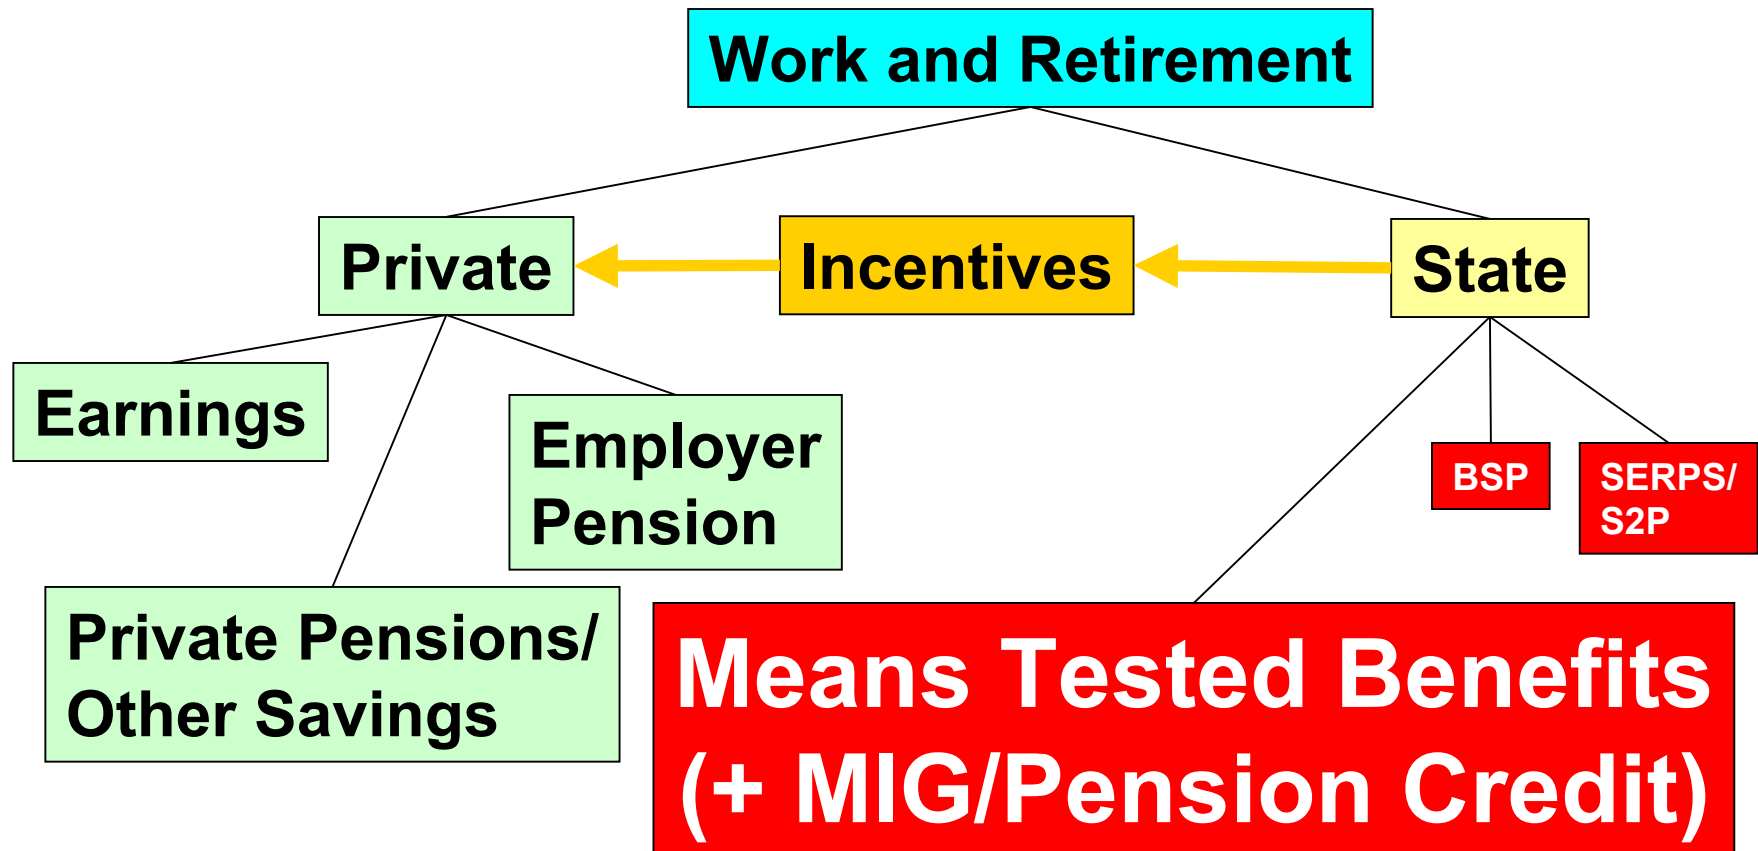 Work and Retirement
Private
Incentives
State
Earnings
Employer
Pension
BSP
SERPS/
S2P
Private Pensions/
Other Savings
Means Tested Benefits
(+ MIG/Pension Credit)